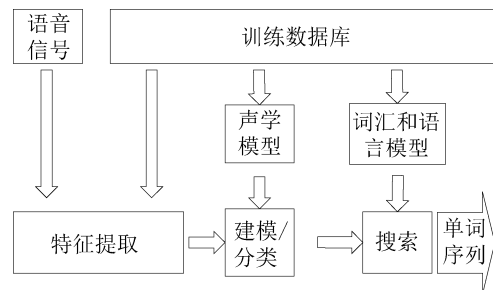 语音
信号
训练数据库
声学
模型
词汇和语
言模型
特征提取
建模/
分类
搜索
单词
序列